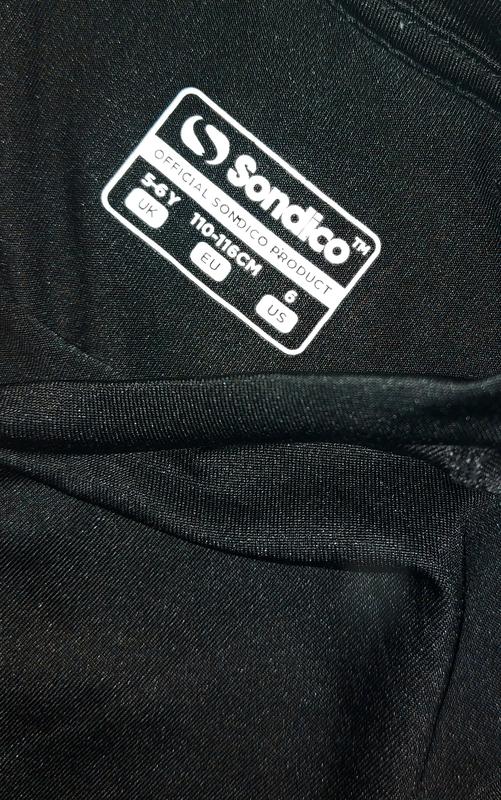 Sondico™
OFFICIAL SONDICO PRODUCT
5-6Y 110-116CM 6
UK EU US